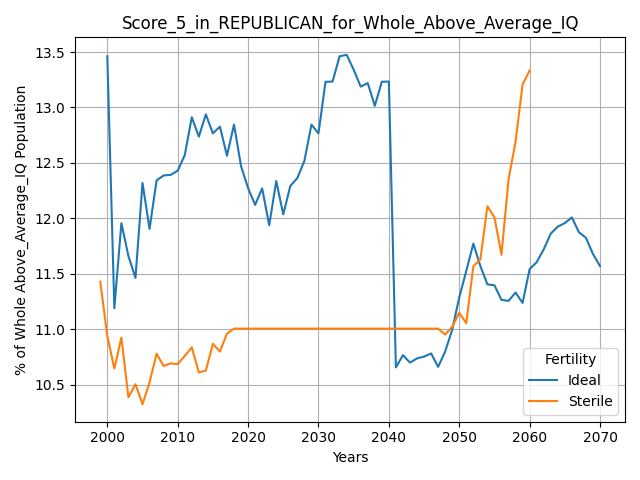 Score_5_in_REPUBLICAN_for_Whole_Above_Average_IQ
% of Whole Above_Average_IQ Population
13.5
13.0
12.5
12.0
11.5
11.0
10.5
Fertility
Ideal
Sterile
2000 2010 2020 2030 2040 2050 2060 2070
Years